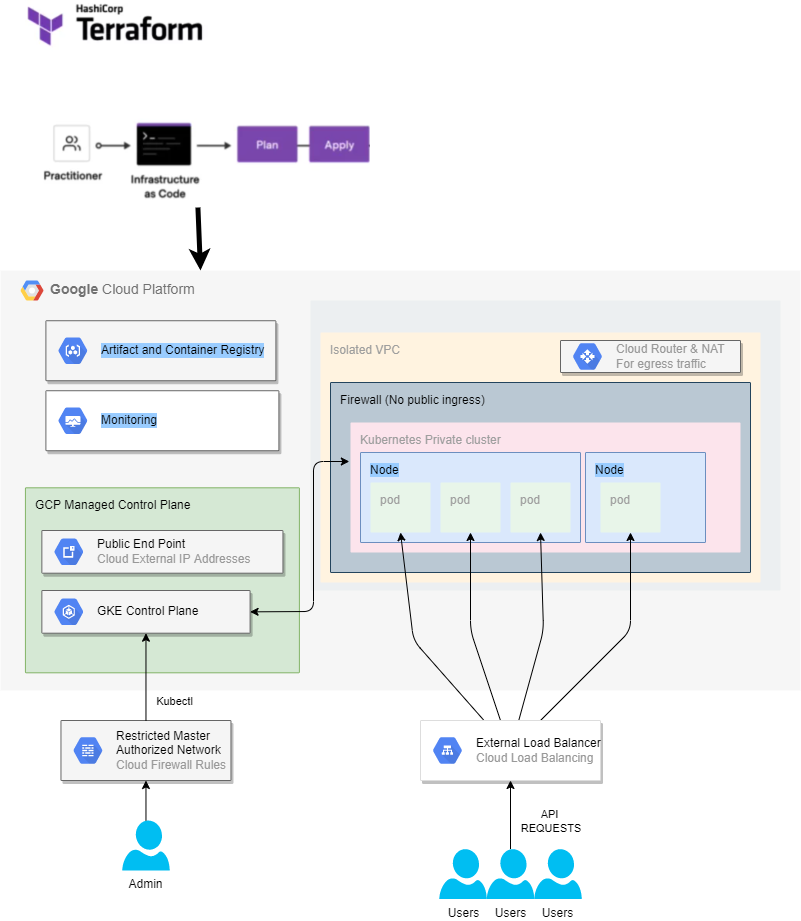 HashiCorp
Terraform
Practitioner
Infrastructure
as Code
Plan
Apply
Google Cloud Platform
Artifact and Container Registry
Monitoring
Isolated VPC
Cloud Router & NAT
For egress traffic
Firewall (No public ingress)
Kubernetes Private cluster
Node
pod
pod
pod
Node
pod
GCP Managed Control Plane
Public End Point
Cloud External IP Addresses
GKE Control Plane
Kubectl
Restricted Master
Authorized Network
Cloud Firewall Rules
Admin
External Load Balancer
Cloud Load Balancing
API
REQUESTS
Users
Users
Users